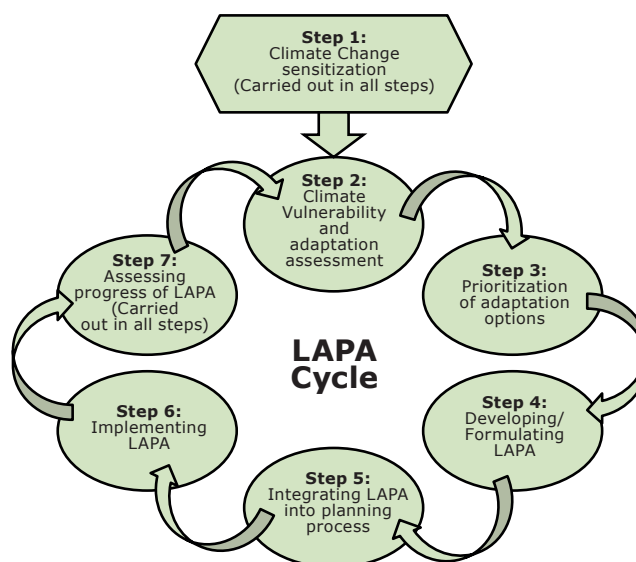 Step 1:
Climate Change
sensitization
(Carried out in all steps)
Step 2:
Climate
Vulnerability
and
adaptation
assessment
Step 3:
Prioritization
of adaptation
options
Step 4:
Developing/
Formulating
LAPA
Step 5:
Integrating LAPA
into planning
process
Step 6:
Implementing
LAPA
Step 7:
Assessing
progress of LAPA
(Carried
out in all steps)
LAPA
Cycle